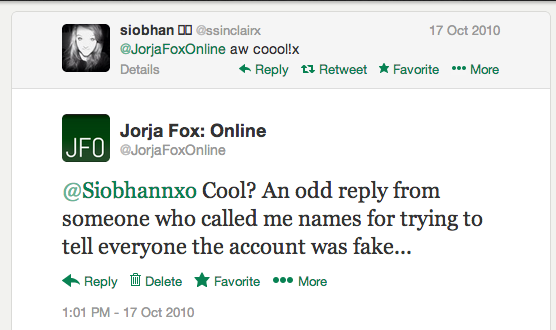 siobhan @ssinclairx 17 Oct 2010
@JorjaFoxOnline aw coool!x
Details Reply Retweet Favorite More
JFO
Jorja Fox: Online
@JorjaFoxOnline
@Siobhannxo Cool? An odd reply from
someone who called me names for trying to
tell everyone the account was fake...
Reply Delete Favorite More
1:01 PM - 17 Oct 2010